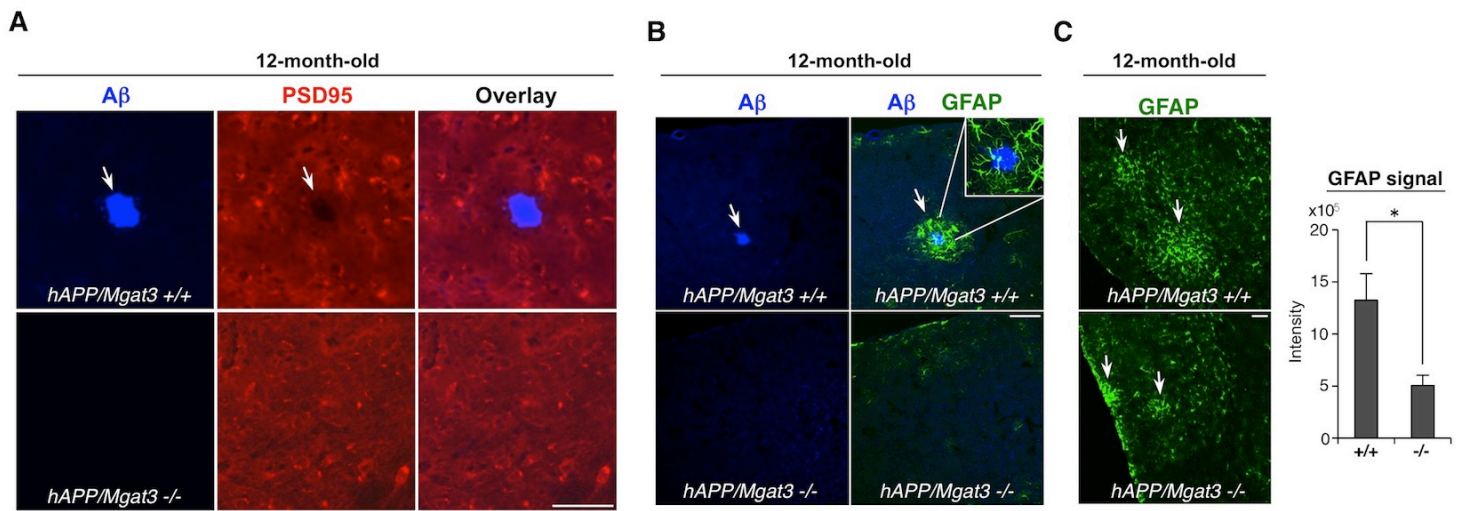 A
12-month-old
Aβ PSD95 Overlay
hAPP/Mgat3 +/+
hAPP/Mgat3 -/-
B
12-month-old
Aβ Aβ GFAP
hAPP/Mgat3 +/+ hAPP/Mgat3 +/+
hAPP/Mgat3 -/- hAPP/Mgat3 -/-
C
12-month-old
GFAP
hAPP/Mgat3 +/+
hAPP/Mgat3 -/-
GFAP signal
x10⁵
*
20
15
10
5
0
Intensity
+/+ -/-